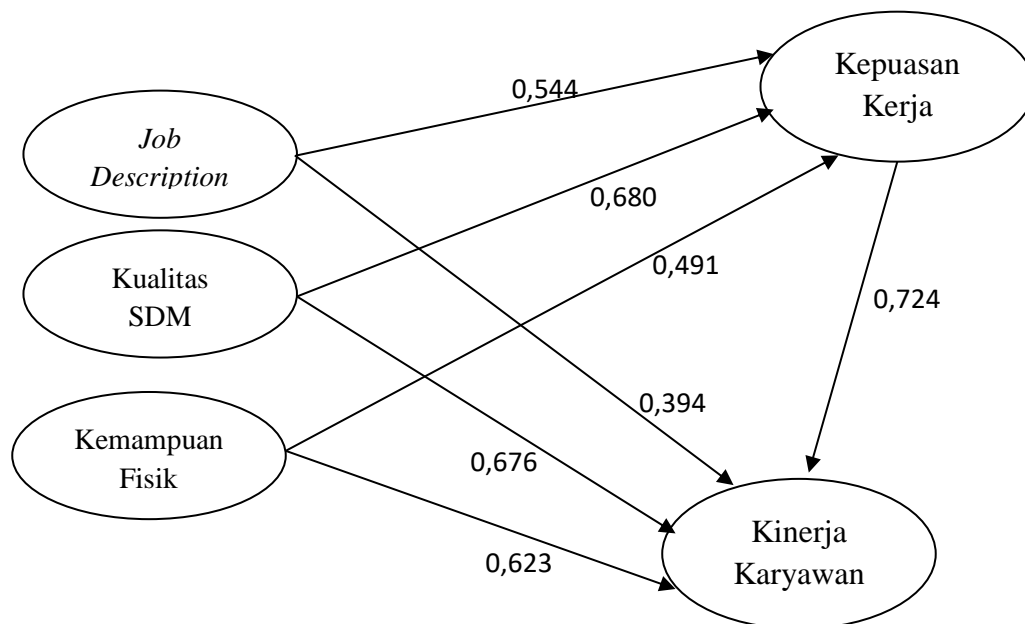 Kepuasan
Kerja
0,544
Job
Description
0,680
Kualitas
SDM
0,491
0,724
0,394
Kemampuan
Fisik
0,676
Kinerja
Karyawan
0,623